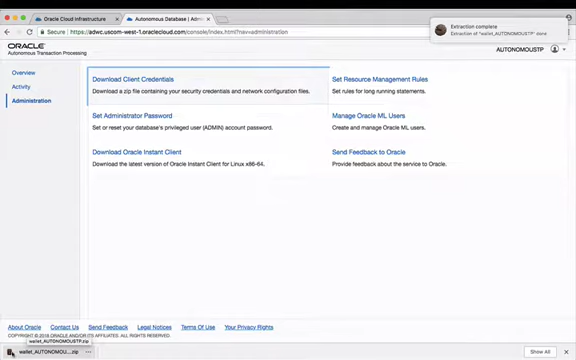 Oracle Cloud Infrastructure
Autonomous Database | Admi
Secure
https://adwc.uscom-west-1.oraclecloud.com/console/index.html?nav=administration
Extraction complete
Extraction of "wallet_AUTONOMOUSTP" done
ORACLE
Autonomous Transaction Processing
AUTONOMOUSTP
Overview
Activity
Administration
Download Client Credentials
Download a zip file containing your security credentials and network configuration files.
Set Resource Management Rules
Set rules for long running statements.
Set Administrator Password
Set or reset your database's privileged user (ADMIN) account password.
Manage Oracle ML Users
Create and manage Oracle ML users.
Download Oracle Instant Client
Download the latest version of Oracle Instant Client for Linux x86-64.
Send Feedback to Oracle
Provide feedback about the service to Oracle.
About Oracle Contact Us Send Feedback Legal Notices Terms Of Use Your Privacy Rights
COPYRIGHT © 2018 ORACLE AND/OR ITS AFFILIATES. ALL RIGHTS RESERVED.
wallet_AUTONOMOUSTP.zip
wallet_AUTONOMOU....zip
Show All